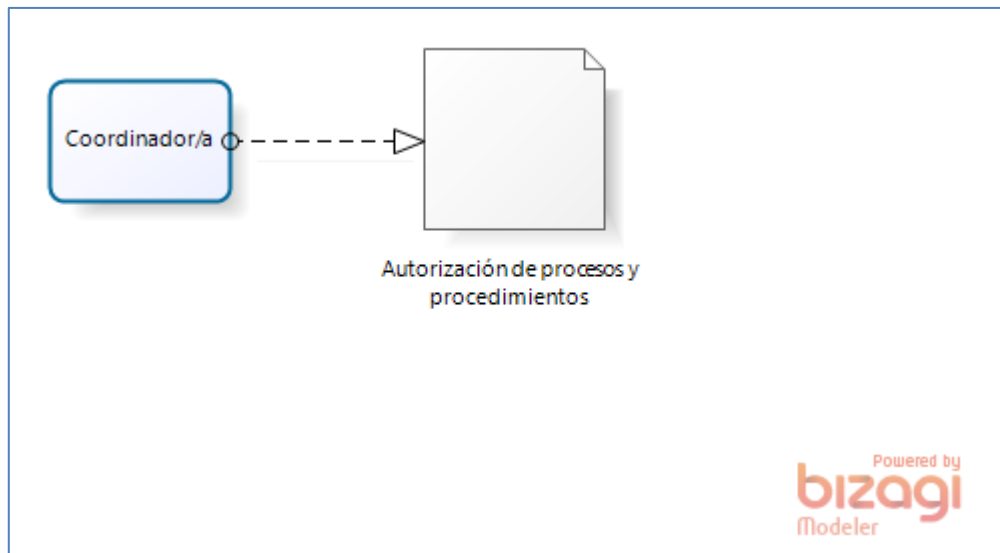 Coordinador/a
Autorización de procesos y
procedimientos
Powered by
bizagi
Modeler